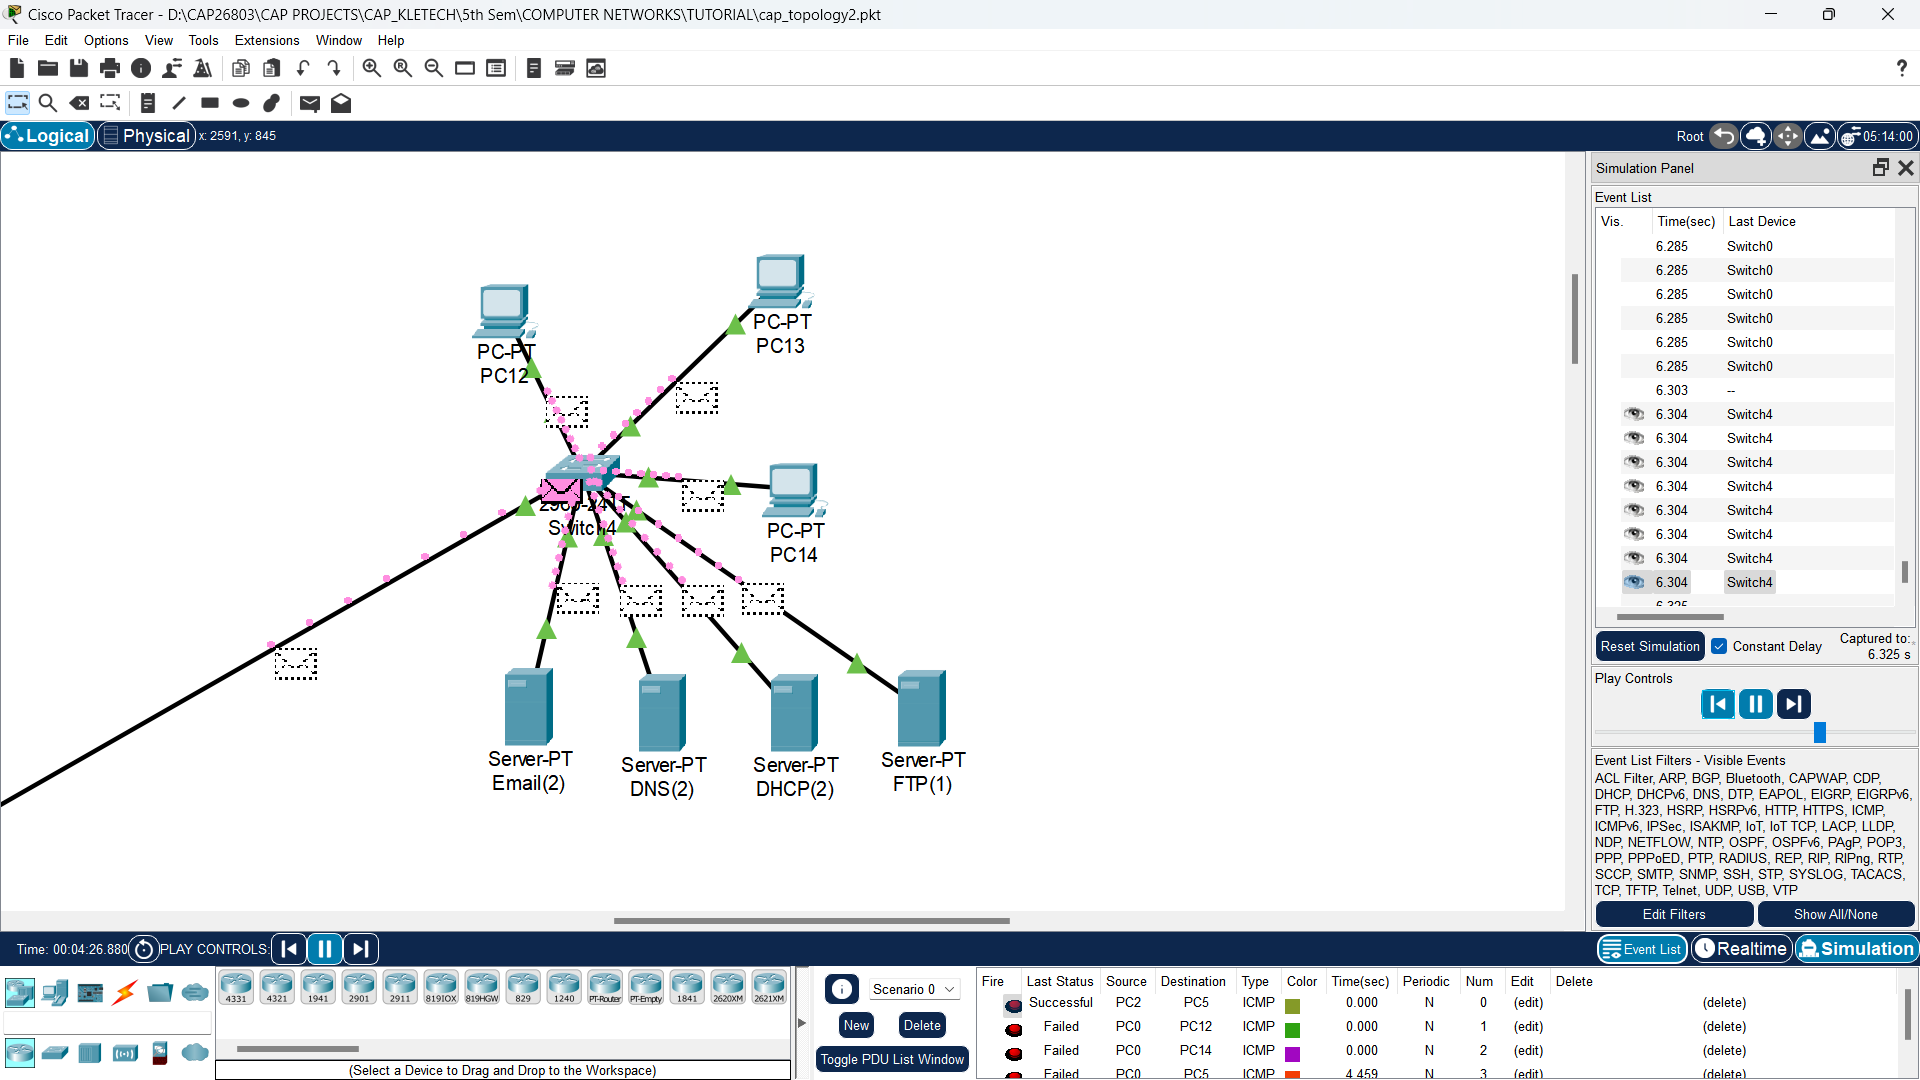 Cisco Packet Tracer - D:\CAP26803\CAP PROJECTS\CAP_KLETECH\5th Sem\COMPUTER NETWORKS\TUTORIAL\cap_topology2.pkt
File Edit Options View Tools Extensions Window Help
?
Logical Physical x: 2591, y: 845 Root 05:14:00
Simulation Panel
Event List
Vis. Time(sec) Last Device
6.285 Switch0
6.285 Switch0
6.285 Switch0
6.285 Switch0
6.285 Switch0
6.285 Switch0
6.303 --
6.304 Switch4
6.304 Switch4
6.304 Switch4
6.304 Switch4
6.304 Switch4
6.304 Switch4
6.304 Switch4
6.304 Switch4
6.325
Reset Simulation Constant Delay Captured to:
6.325 s
Play Controls
Event List Filters - Visible Events
ACL Filter, ARP, BGP, Bluetooth, CAPWAP, CDP,
DHCP, DHCPv6, DNS, DTP, EAPOL, EIGRP, EIGRPv6,
FTP, H.323, HSRP, HSRPv6, HTTP, HTTPS, ICMP,
ICMPv6, IPSec, ISAKMP, IoT, IoT TCP, LACP, LLDP,
NDP, NETFLOW, NTP, OSPF, OSPFv6, PAgP, POP3,
PPP, PPPoED, PTP, RADIUS, REP, RIP, RIPng, RTP,
SCCP, SMTP, SNMP, SSH, STP, SYSLOG, TACACS,
TCP, TFTP, Telnet, UDP, USB, VTP
Edit Filters Show All/None
PC-PT
PC12
PC-PT
PC13
Switch4
PC-PT
PC14
Server-PT
Email(2)
Server-PT
DNS(2)
Server-PT
DHCP(2)
Server-PT
FTP(1)
Time: 00:04:26.880 PLAY CONTROLS: Event List Realtime Simulation
4331 4321 1941 2901 2911 819IOX 819HGW 829 1240 PT-Router PT-Empty 1841 2620XM 2621XM
(Select a Device to Drag and Drop to the Workspace)
Scenario 0
New Delete
Toggle PDU List Window
Fire Last Status Source Destination Type Color Time(sec) Periodic Num Edit Delete
Successful PC2 PC5 ICMP 0.000 N 0 (edit) (delete)
Failed PC0 PC12 ICMP 0.000 N 1 (edit) (delete)
Failed PC0 PC14 ICMP 0.000 N 2 (edit) (delete)
Failed PC0 PC5 ICMP 4.459 N 3 (edit) (delete)